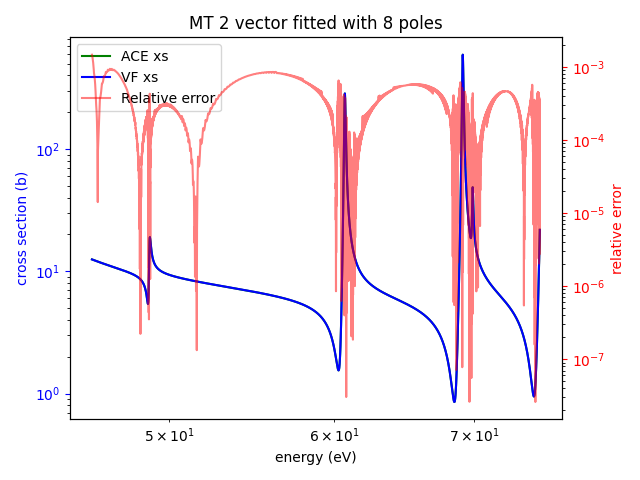 MT 2 vector fitted with 8 poles
ACE xs
VF xs
Relative error
10²
10¹
10⁰
cross section (b)
10⁻³
10⁻⁴
10⁻⁵
10⁻⁶
10⁻⁷
relative error
5 × 10¹
6 × 10¹
7 × 10¹
energy (eV)